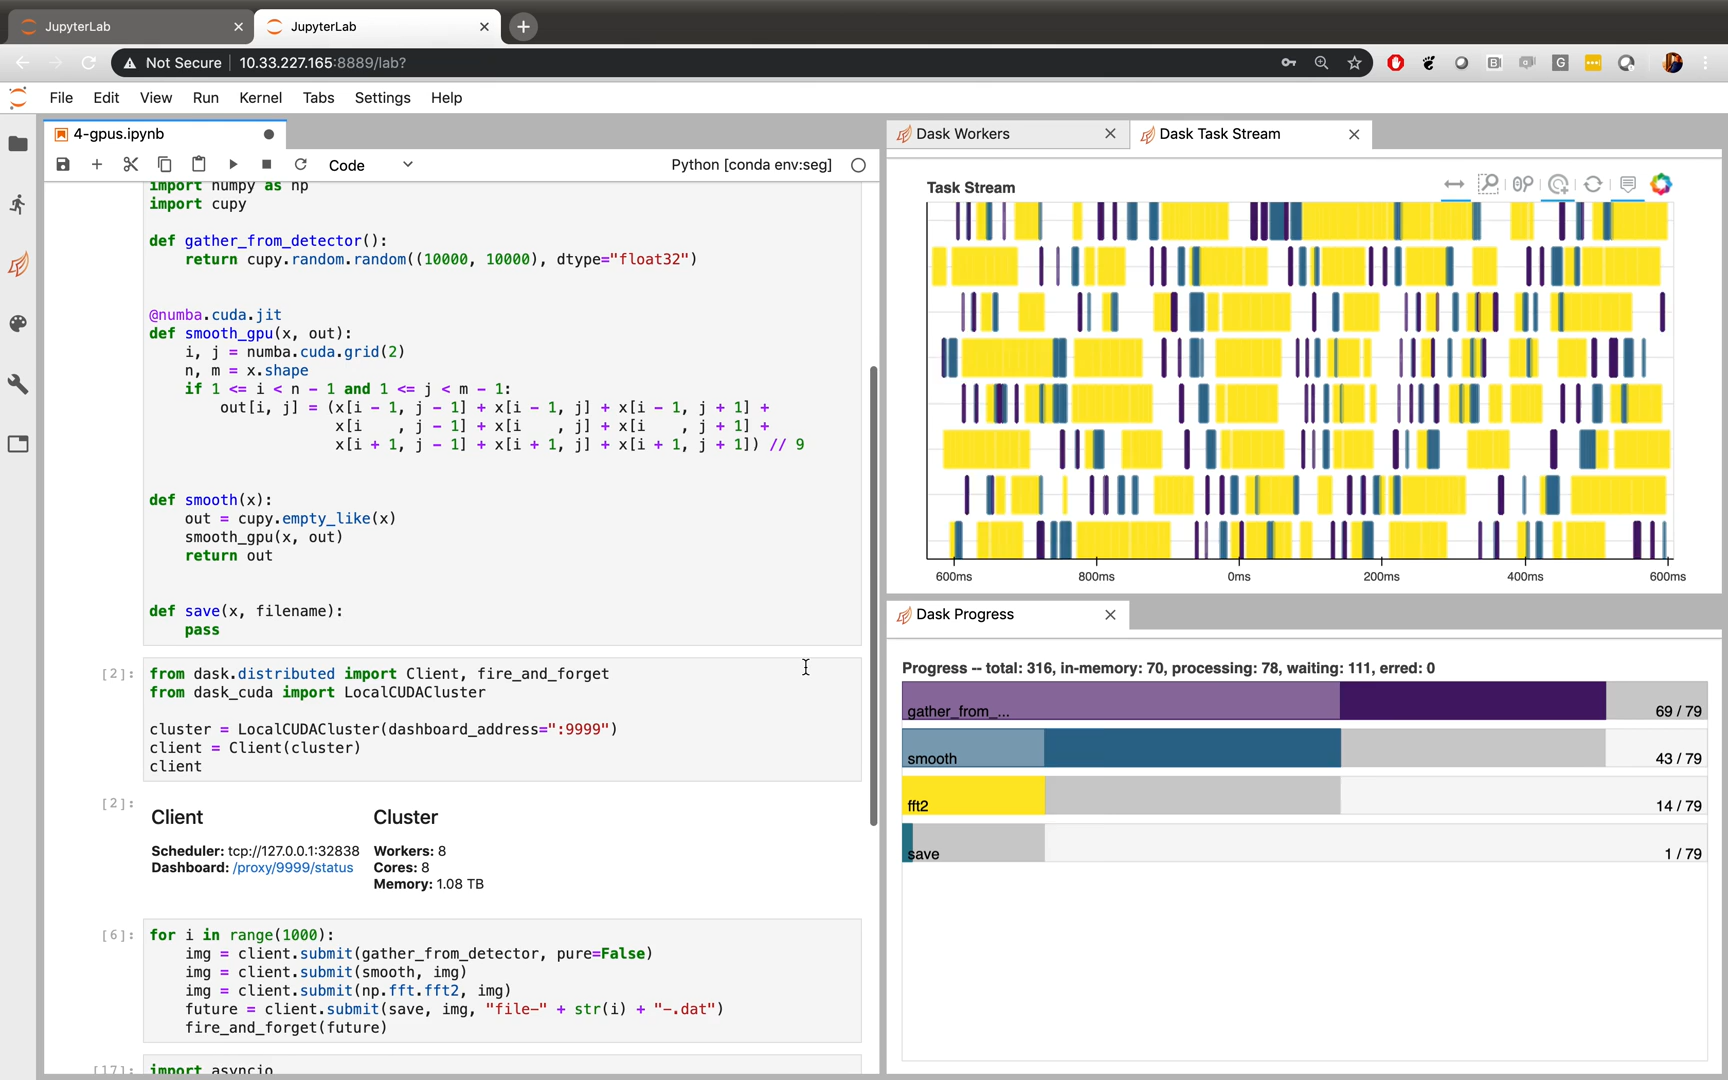 JupyterLab
JupyterLab
Not Secure
10.33.227.165:8889/lab?
File Edit View Run Kernel Tabs Settings Help
4-gpus.ipynb
Code
Python [conda env:seg]
import numpy as np
import cupy
def gather_from_detector():
    return cupy.random.random((10000, 10000), dtype="float32")
@numba.cuda.jit
def smooth_gpu(x, out):
    i, j = numba.cuda.grid(2)
    n, m = x.shape
    if 1 <= i < n - 1 and 1 <= j < m - 1:
        out[i, j] = (x[i - 1, j - 1] + x[i - 1, j] + x[i - 1, j + 1] +
                     x[i    , j - 1] + x[i    , j] + x[i    , j + 1] +
                     x[i + 1, j - 1] + x[i + 1, j] + x[i + 1, j + 1]) // 9
def smooth(x):
    out = cupy.empty_like(x)
    smooth_gpu(x, out)
    return out
def save(x, filename):
    pass
[2]:
from dask.distributed import Client, fire_and_forget
from dask_cuda import LocalCUDACluster
cluster = LocalCUDACluster(dashboard_address=":9999")
client = Client(cluster)
client
[2]:
Client
Scheduler: tcp://127.0.0.1:32838
Dashboard: /proxy/9999/status
Cluster
Workers: 8
Cores: 8
Memory: 1.08 TB
[6]:
for i in range(1000):
    img = client.submit(gather_from_detector, pure=False)
    img = client.submit(smooth, img)
    img = client.submit(np.fft.fft2, img)
    future = client.submit(save, img, "file-" + str(i) + "-.dat")
    fire_and_forget(future)
[17]:
import asyncio
Dask Workers
Dask Task Stream
Task Stream
600ms 800ms 0ms 200ms 400ms 600ms
Dask Progress
Progress -- total: 316, in-memory: 70, processing: 78, waiting: 111, erred: 0
gather_from_... 69 / 79
smooth 43 / 79
fft2 14 / 79
save 1 / 79